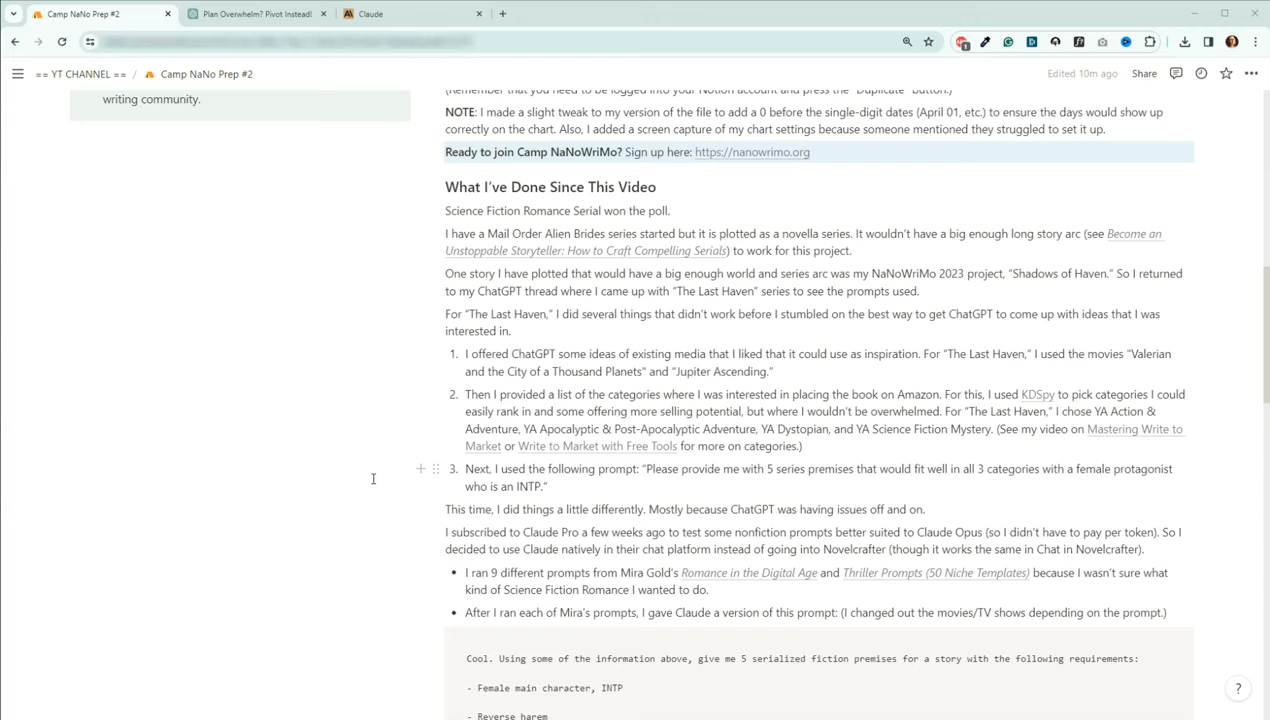 Camp NaNo Prep #2
Plan Overwhelm? Pivot Instead!
Claude
== YT CHANNEL == / Camp NaNo Prep #2
Edited 10m ago
Share
writing community.
(Remember that you need to be logged into your Notion account and press the "Duplicate" button.)
NOTE: I made a slight tweak to my version of the file to add a 0 before the single-digit dates (April 01, etc.) to ensure the days would show up
correctly on the chart. Also, I added a screen capture of my chart settings because someone mentioned they struggled to set it up.
Ready to join Camp NaNoWriMo? Sign up here: https://nanowrimo.org
What I've Done Since This Video
Science Fiction Romance Serial won the poll.
I have a Mail Order Alien Brides series started but it is plotted as a novella series. It wouldn't have a big enough long story arc (see Become an
Unstoppable Storyteller: How to Craft Compelling Serials) to work for this project.
One story I have plotted that would have a big enough world and series arc was my NaNoWriMo 2023 project, "Shadows of Haven." So I returned
to my ChatGPT thread where I came up with "The Last Haven" series to see the prompts used.
For "The Last Haven," I did several things that didn't work before I stumbled on the best way to get ChatGPT to come up with ideas that I was
interested in.
1. I offered ChatGPT some ideas of existing media that I liked that it could use as inspiration. For "The Last Haven," I used the movies "Valerian
and the City of a Thousand Planets" and "Jupiter Ascending."
2. Then I provided a list of the categories where I was interested in placing the book on Amazon. For this, I used KDSpy to pick categories I could
easily rank in and some offering more selling potential, but where I wouldn't be overwhelmed. For "The Last Haven," I chose YA Action &
Adventure, YA Apocalyptic & Post-Apocalyptic Adventure, YA Dystopian, and YA Science Fiction Mystery. (See my video on Mastering Write to
Market or Write to Market with Free Tools for more on categories.)
3. Next, I used the following prompt: "Please provide me with 5 series premises that would fit well in all 3 categories with a female protagonist
who is an INTP."
This time, I did things a little differently. Mostly because ChatGPT was having issues off and on.
I subscribed to Claude Pro a few weeks ago to test some nonfiction prompts better suited to Claude Opus (so I didn't have to pay per token). So I
decided to use Claude natively in their chat platform instead of going into Novelcrafter (though it works the same in Chat in Novelcrafter).
• I ran 9 different prompts from Mira Gold's Romance in the Digital Age and Thriller Prompts (50 Niche Templates) because I wasn't sure what
kind of Science Fiction Romance I wanted to do.
• After I ran each of Mira's prompts, I gave Claude a version of this prompt: (I changed out the movies/TV shows depending on the prompt.)
Cool. Using some of the information above, give me 5 serialized fiction premises for a story with the following requirements:
- Female main character, INTP
- Reverse harem